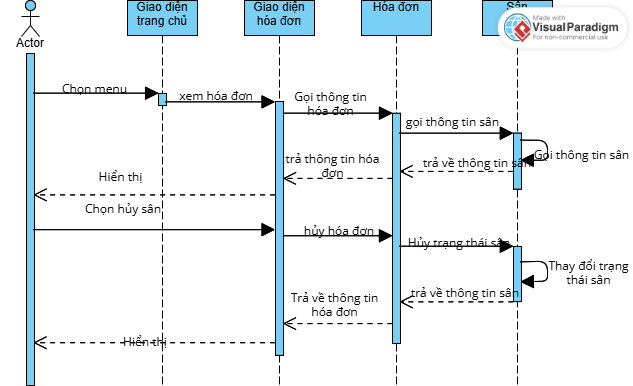 Giao diện
trang chủ
Giao diện
hóa đơn
Hóa đơn
Sân
Made with
Visual Paradigm
For non-commercial use
Actor
Chọn menu
xem hóa đơn
Gọi thông tin
hóa đơn
gọi thông tin sân
Gọi thông tin sân
trả về thông tin sân
trả thông tin hóa
đơn
Hiển thị
Chọn hủy sân
hủy hóa đơn
Hủy trạng thái sân
Thay đổi trạng
thái sân
trả về thông tin sân
Trả về thông tin
hóa đơn
Hiển thị